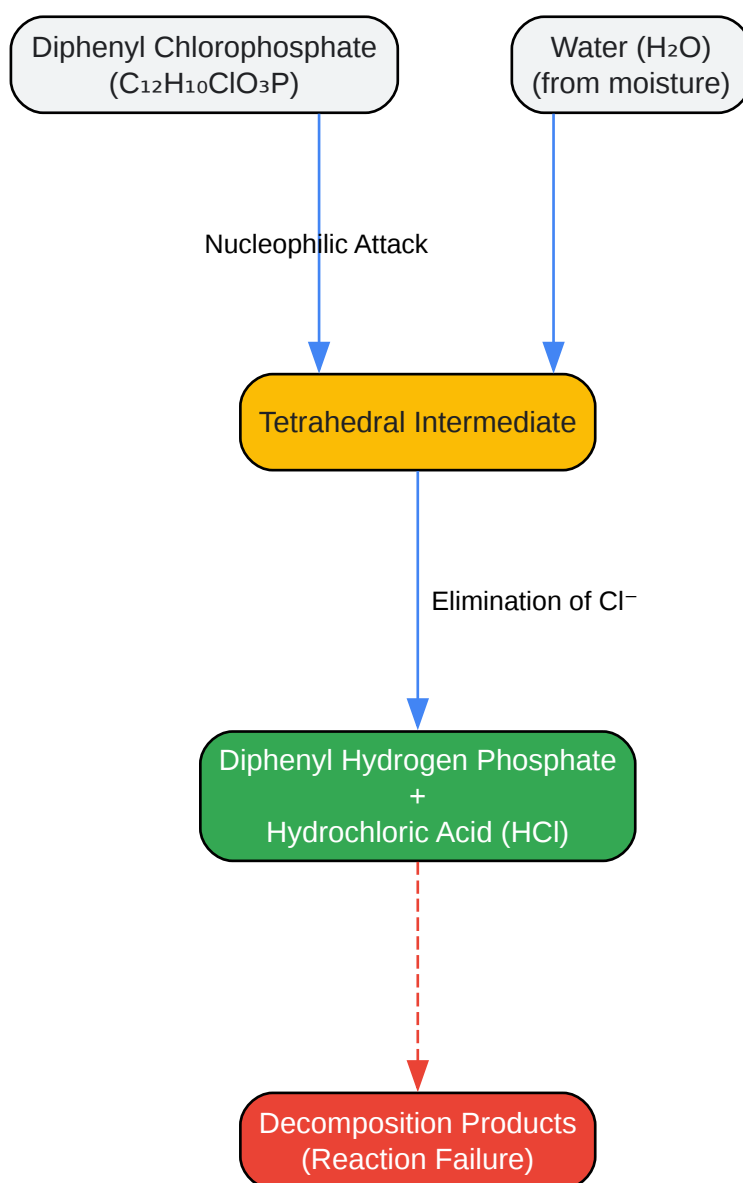 Diphenyl Chlorophosphate
(C₁₂H₁₀ClO₃P)
Water (H₂O)
(from moisture)
Nucleophilic Attack
Tetrahedral Intermediate
Elimination of Cl⁻
Diphenyl Hydrogen Phosphate
+
Hydrochloric Acid (HCl)
Decomposition Products
(Reaction Failure)